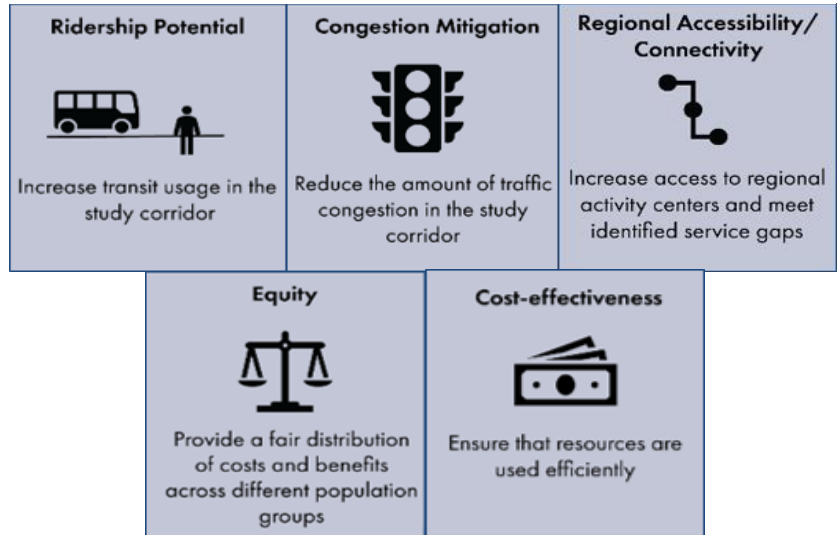 Ridership Potential
Increase transit usage in the
study corridor
Congestion Mitigation
Reduce the amount of traffic
congestion in the study
corridor
Regional Accessibility/
Connectivity
Increase access to regional
activity centers and meet
identified service gaps
Equity
Provide a fair distribution
of costs and benefits
across different population
groups
Cost-effectiveness
Ensure that resources are
used efficiently